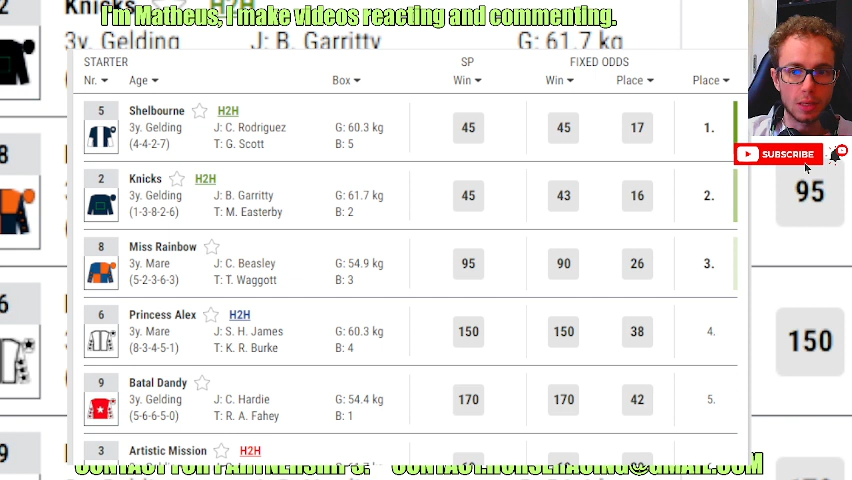 I'm Matheus, I make videos reacting and commenting.
Knicks H2H
3y. Gelding J: B. Garritty G: 61.7 kg
STARTER SP FIXED ODDS
Nr. Age Box Win Win Place Place
5 Shelbourne H2H
3y. Gelding J: C. Rodriguez G: 60.3 kg 45 45 17 1.
(4-4-2-7) T: G. Scott B: 5
SUBSCRIBE
2 Knicks H2H
3y. Gelding J: B. Garritty G: 61.7 kg 45 43 16 2.
(1-3-8-2-6) T: M. Easterby B: 2
8 95
8 Miss Rainbow
3y. Mare J: C. Beasley G: 54.9 kg 95 90 26 3.
(5-2-3-6-3) T: T. Waggott B: 3
6 Princess Alex H2H
3y. Mare J: S. H. James G: 60.3 kg 150 150 38 4.
(8-3-4-5-1) T: K. R. Burke B: 4
6 150
9 Batal Dandy
3y. Gelding J: C. Hardie G: 54.4 kg 170 170 42 5.
(5-6-6-5-0) T: R. A. Fahey B: 1
9
3 Artistic Mission H2H